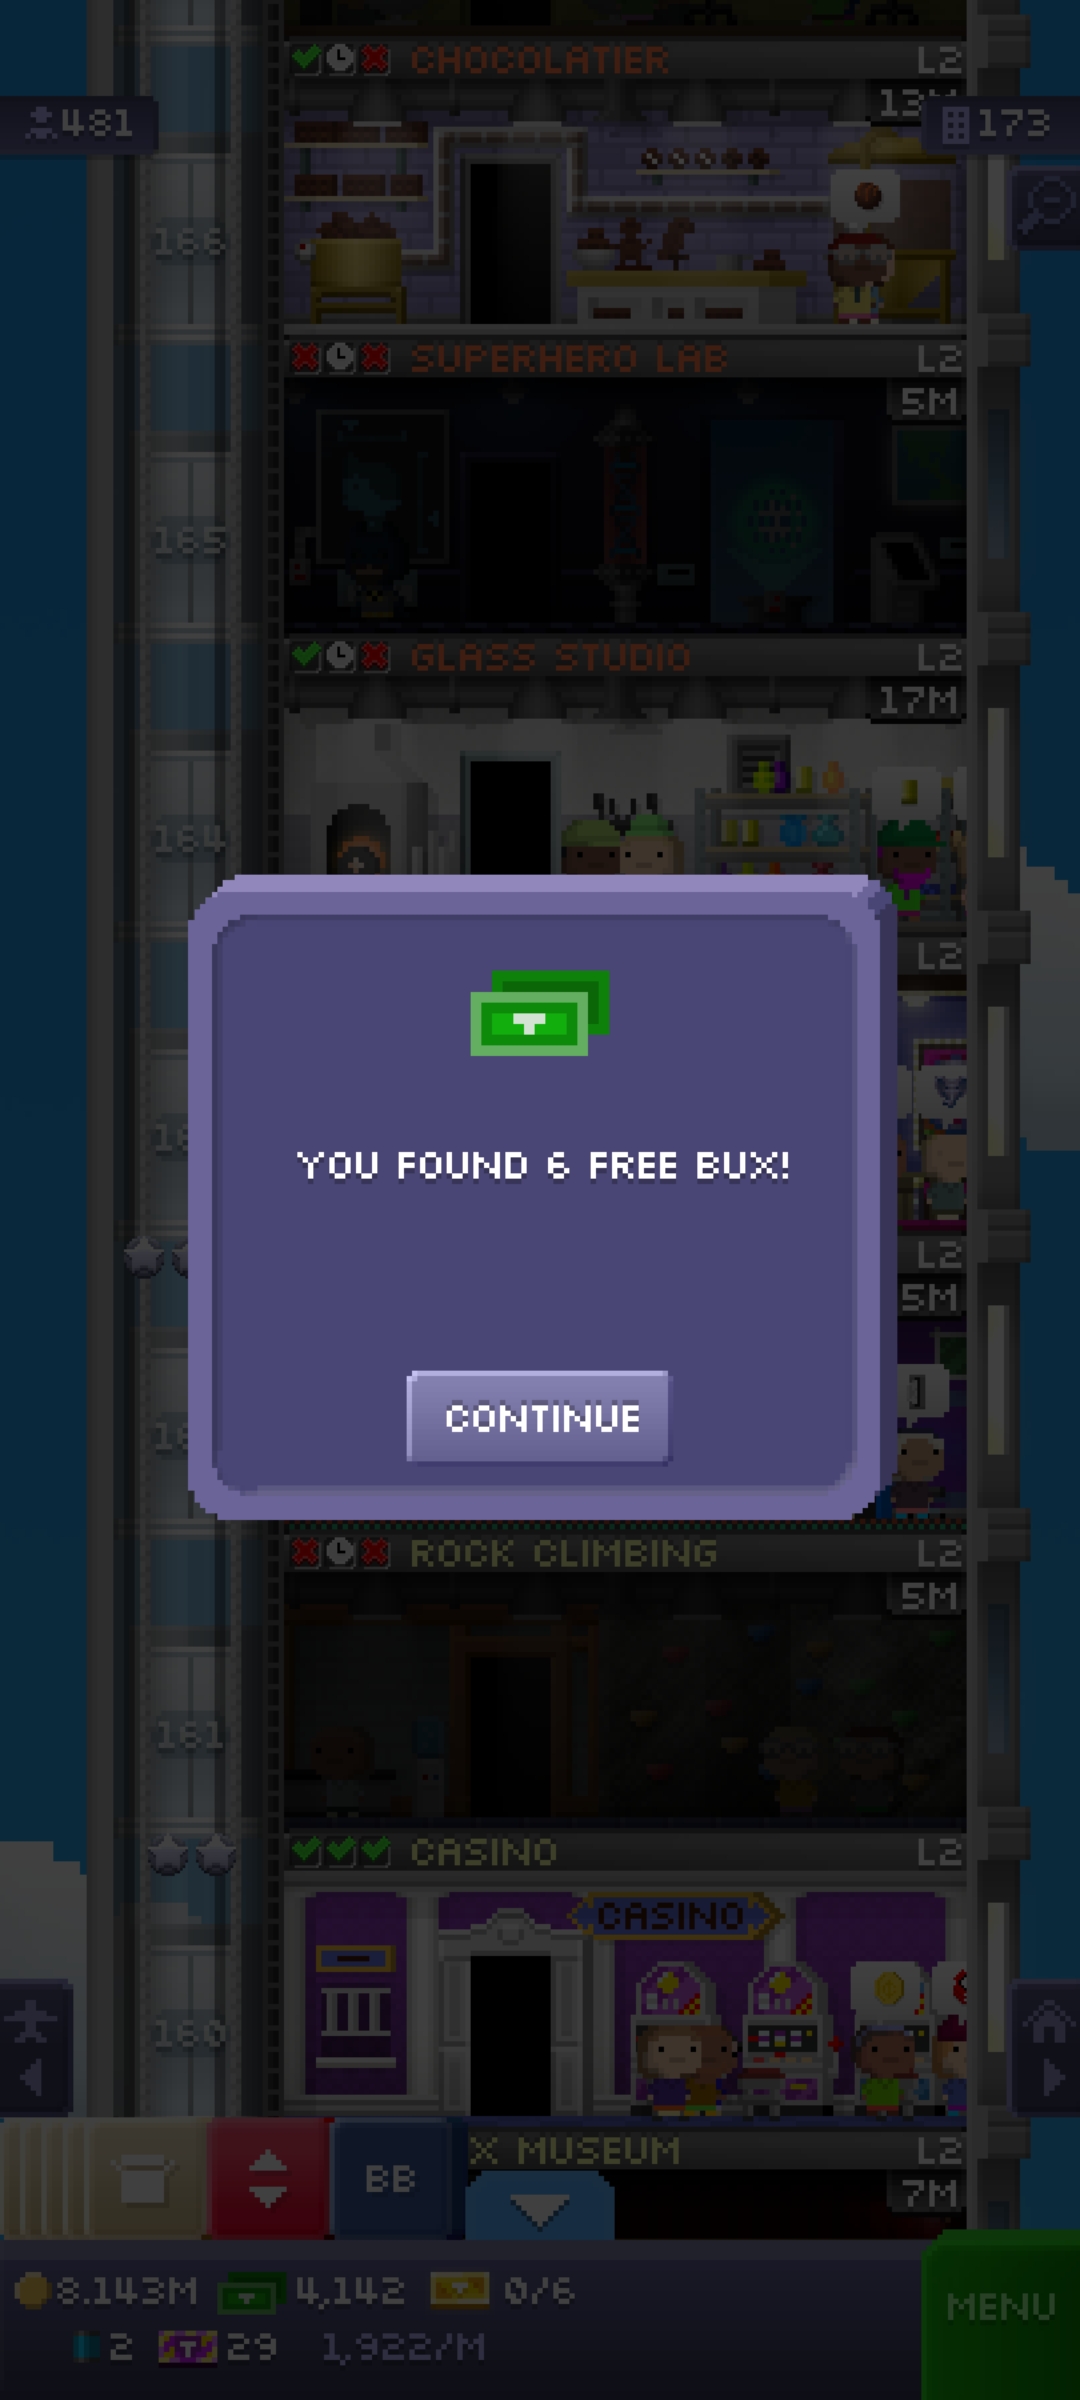 CHOCOLATIER L2
481
13
173
166
SUPERHERO LAB L2
5M
165
GLASS STUDIO L2
17M
164
L2
YOU FOUND 6 FREE BUX!
L2
5M
CONTINUE
ROCK CLIMBING L2
5M
161
CASINO L2
CASINO
160
X MUSEUM L2
BB
7M
8.143M 4,142 0/6
MENU
2 29 1,922/M